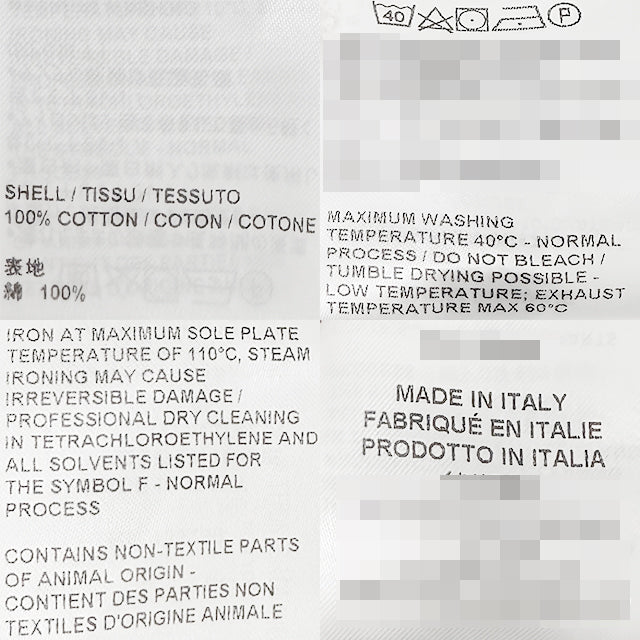 SHELL / TISSU / TESSUTO
100% COTTON / COTON / COTONE
表地
綿 100%
40
P
MAXIMUM WASHING
TEMPERATURE 40°C - NORMAL
PROCESS / DO NOT BLEACH /
TUMBLE DRYING POSSIBLE -
LOW TEMPERATURE; EXHAUST
TEMPERATURE MAX 60°C
IRON AT MAXIMUM SOLE PLATE
TEMPERATURE OF 110°C, STEAM
IRONING MAY CAUSE
IRREVERSIBLE DAMAGE /
PROFESSIONAL DRY CLEANING
IN TETRACHLOROETHYLENE AND
ALL SOLVENTS LISTED FOR
THE SYMBOL F - NORMAL
PROCESS
CONTAINS NON-TEXTILE PARTS
OF ANIMAL ORIGIN -
CONTIENT DES PARTIES NON
TEXTILES D'ORIGINE ANIMALE
MADE IN ITALY
FABRIQUÉ EN ITALIE
PRODOTTO IN ITALIA